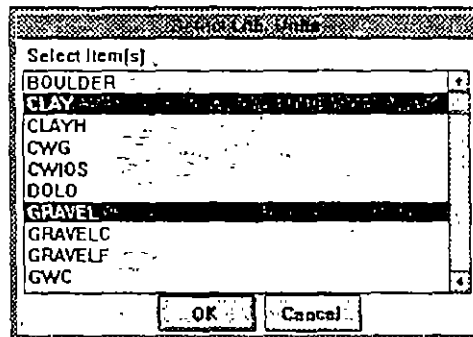 Select Item(s)
BOULDER
CLAY
CLAYH
CWG
CWIOS
DOLO
GRAVEL
GRAVELC
GRAVELF
GWC
OK Cancel